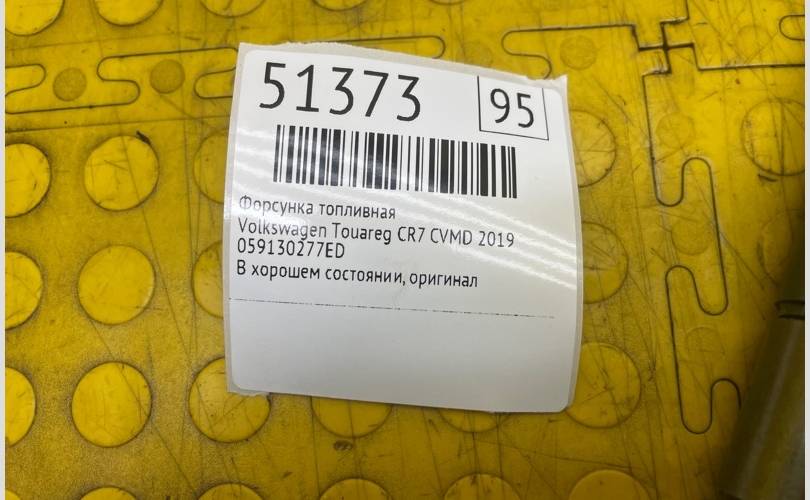 51373
95
Форсунка топливная
Volkswagen Touareg CR7 CVMD 2019
059130277ED
В хорошем состоянии, оригинал